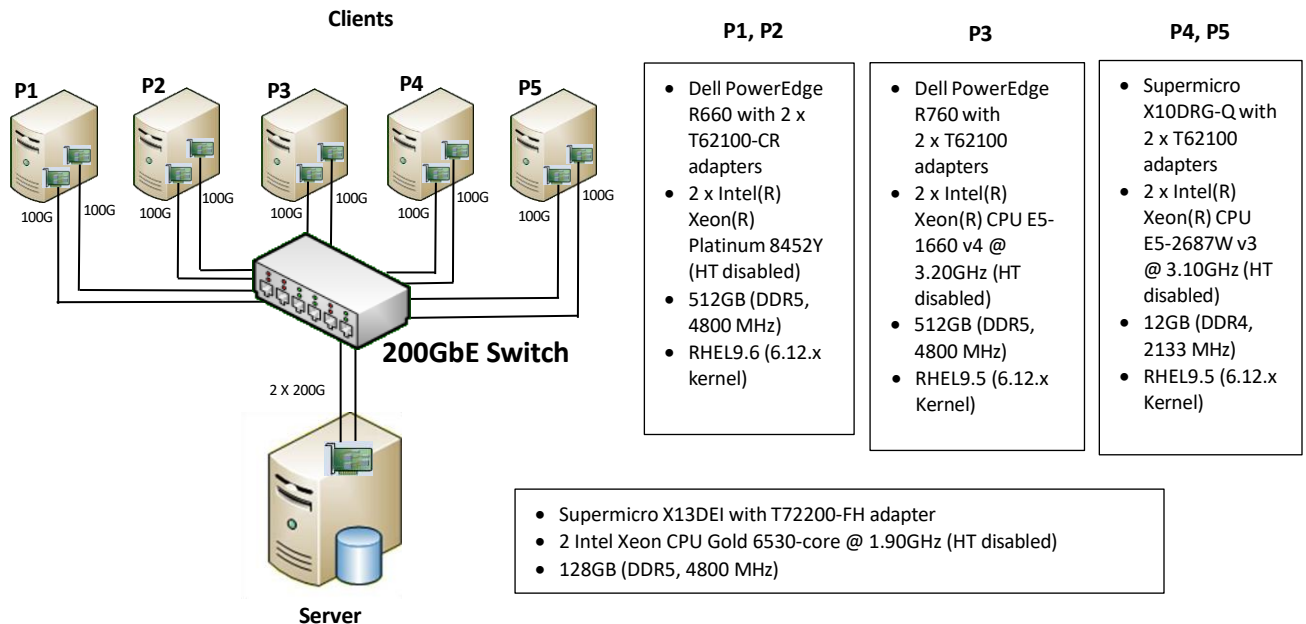 Clients
P1
P2
P3
P4
P5
100G
100G
100G
100G
100G
100G
100G
100G
100G
100G
200GbE Switch
2 X 200G
Server
P1, P2
• Dell PowerEdge
R660 with 2 x
T62100-CR
adapters
• 2 x Intel(R)
Xeon(R)
Platinum 8452Y
(HT disabled)
• 512GB (DDR5,
4800 MHz)
• RHEL9.6 (6.12.x
kernel)
P3
• Dell PowerEdge
R760 with
2 x T62100
adapters
• 2 x Intel(R)
Xeon(R) CPU E5-
1660 v4 @
3.20GHz (HT
disabled)
• 512GB (DDR5,
4800 MHz)
• RHEL9.5 (6.12.x
Kernel)
P4, P5
• Supermicro
X10DRG-Q with
2 x T62100
adapters
• 2 x Intel(R)
Xeon(R) CPU
E5-2687W v3
@ 3.10GHz (HT
disabled)
• 12GB (DDR4,
2133 MHz)
• RHEL9.5 (6.12.x
Kernel)
• Supermicro X13DEI with T72200-FH adapter
• 2 Intel Xeon CPU Gold 6530-core @ 1.90GHz (HT disabled)
• 128GB (DDR5, 4800 MHz)